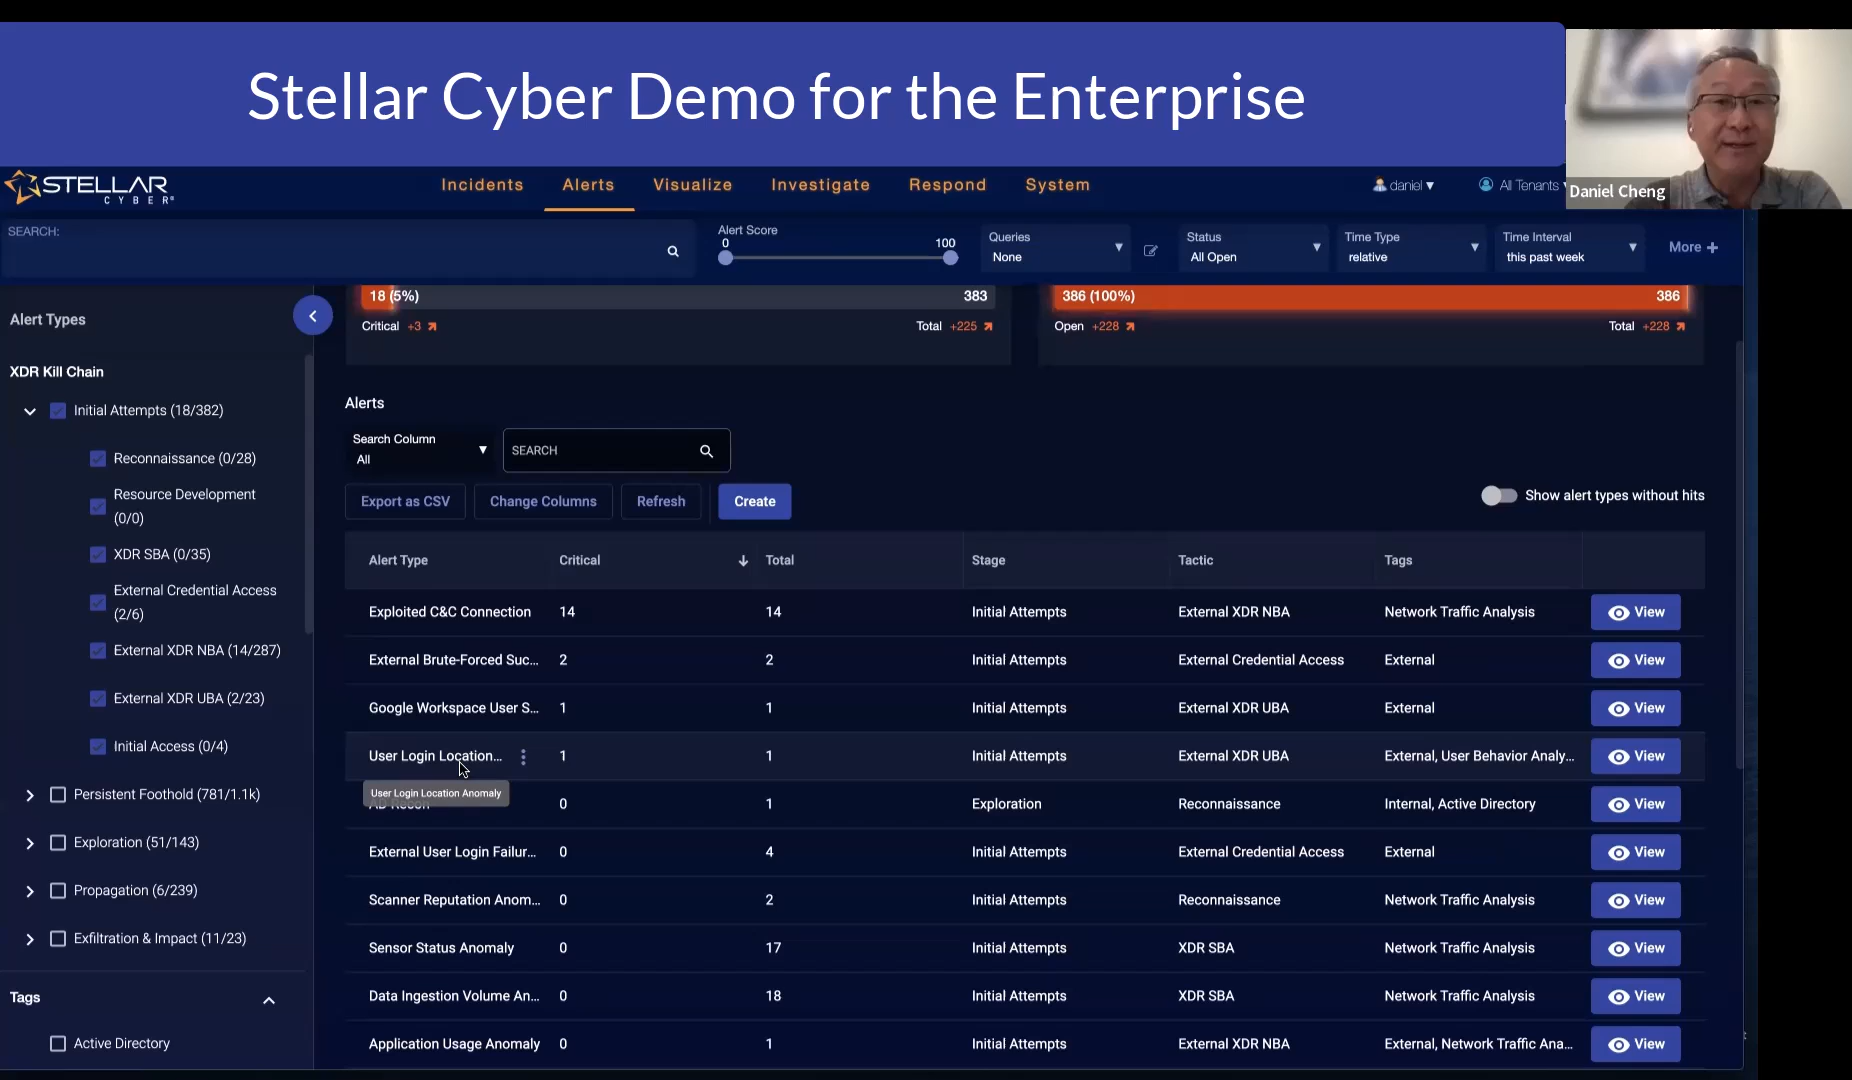 Stellar Cyber Demo for the Enterprise
Daniel Cheng
STELLAR
CYBER
Incidents
Alerts
Visualize
Investigate
Respond
System
daniel
All Tenants
SEARCH:
Alert Score
0
100
Queries
None
Status
All Open
Time Type
relative
Time Interval
this past week
More +
Alert Types
XDR Kill Chain
Initial Attempts (18/382)
Reconnaissance (0/28)
Resource Development
(0/0)
XDR SBA (0/35)
External Credential Access
(2/6)
External XDR NBA (14/287)
External XDR UBA (2/23)
Initial Access (0/4)
Persistent Foothold (781/1.1k)
Exploration (51/143)
Propagation (6/239)
Exfiltration & Impact (11/23)
Tags
Active Directory
18 (5%) 383
Critical +3 Total +225
386 (100%) 386
Open +228 Total +228
Alerts
Search Column
All
SEARCH
Export as CSV
Change Columns
Refresh
Create
Show alert types without hits
Alert Type Critical Total Stage Tactic Tags
Exploited C&C Connection 14 14 Initial Attempts External XDR NBA Network Traffic Analysis View
External Brute-Forced Suc... 2 2 Initial Attempts External Credential Access External View
Google Workspace User S... 1 1 Initial Attempts External XDR UBA External View
User Login Location... 1 1 Initial Attempts External XDR UBA External, User Behavior Analy... View
User Login Location Anomaly
AD Recon 0 1 Exploration Reconnaissance Internal, Active Directory View
External User Login Failur... 0 4 Initial Attempts External Credential Access External View
Scanner Reputation Anom... 0 2 Initial Attempts Reconnaissance Network Traffic Analysis View
Sensor Status Anomaly 0 17 Initial Attempts XDR SBA Network Traffic Analysis View
Data Ingestion Volume An... 0 18 Initial Attempts XDR SBA Network Traffic Analysis View
Application Usage Anomaly 0 1 Initial Attempts External XDR NBA External, Network Traffic Ana... View